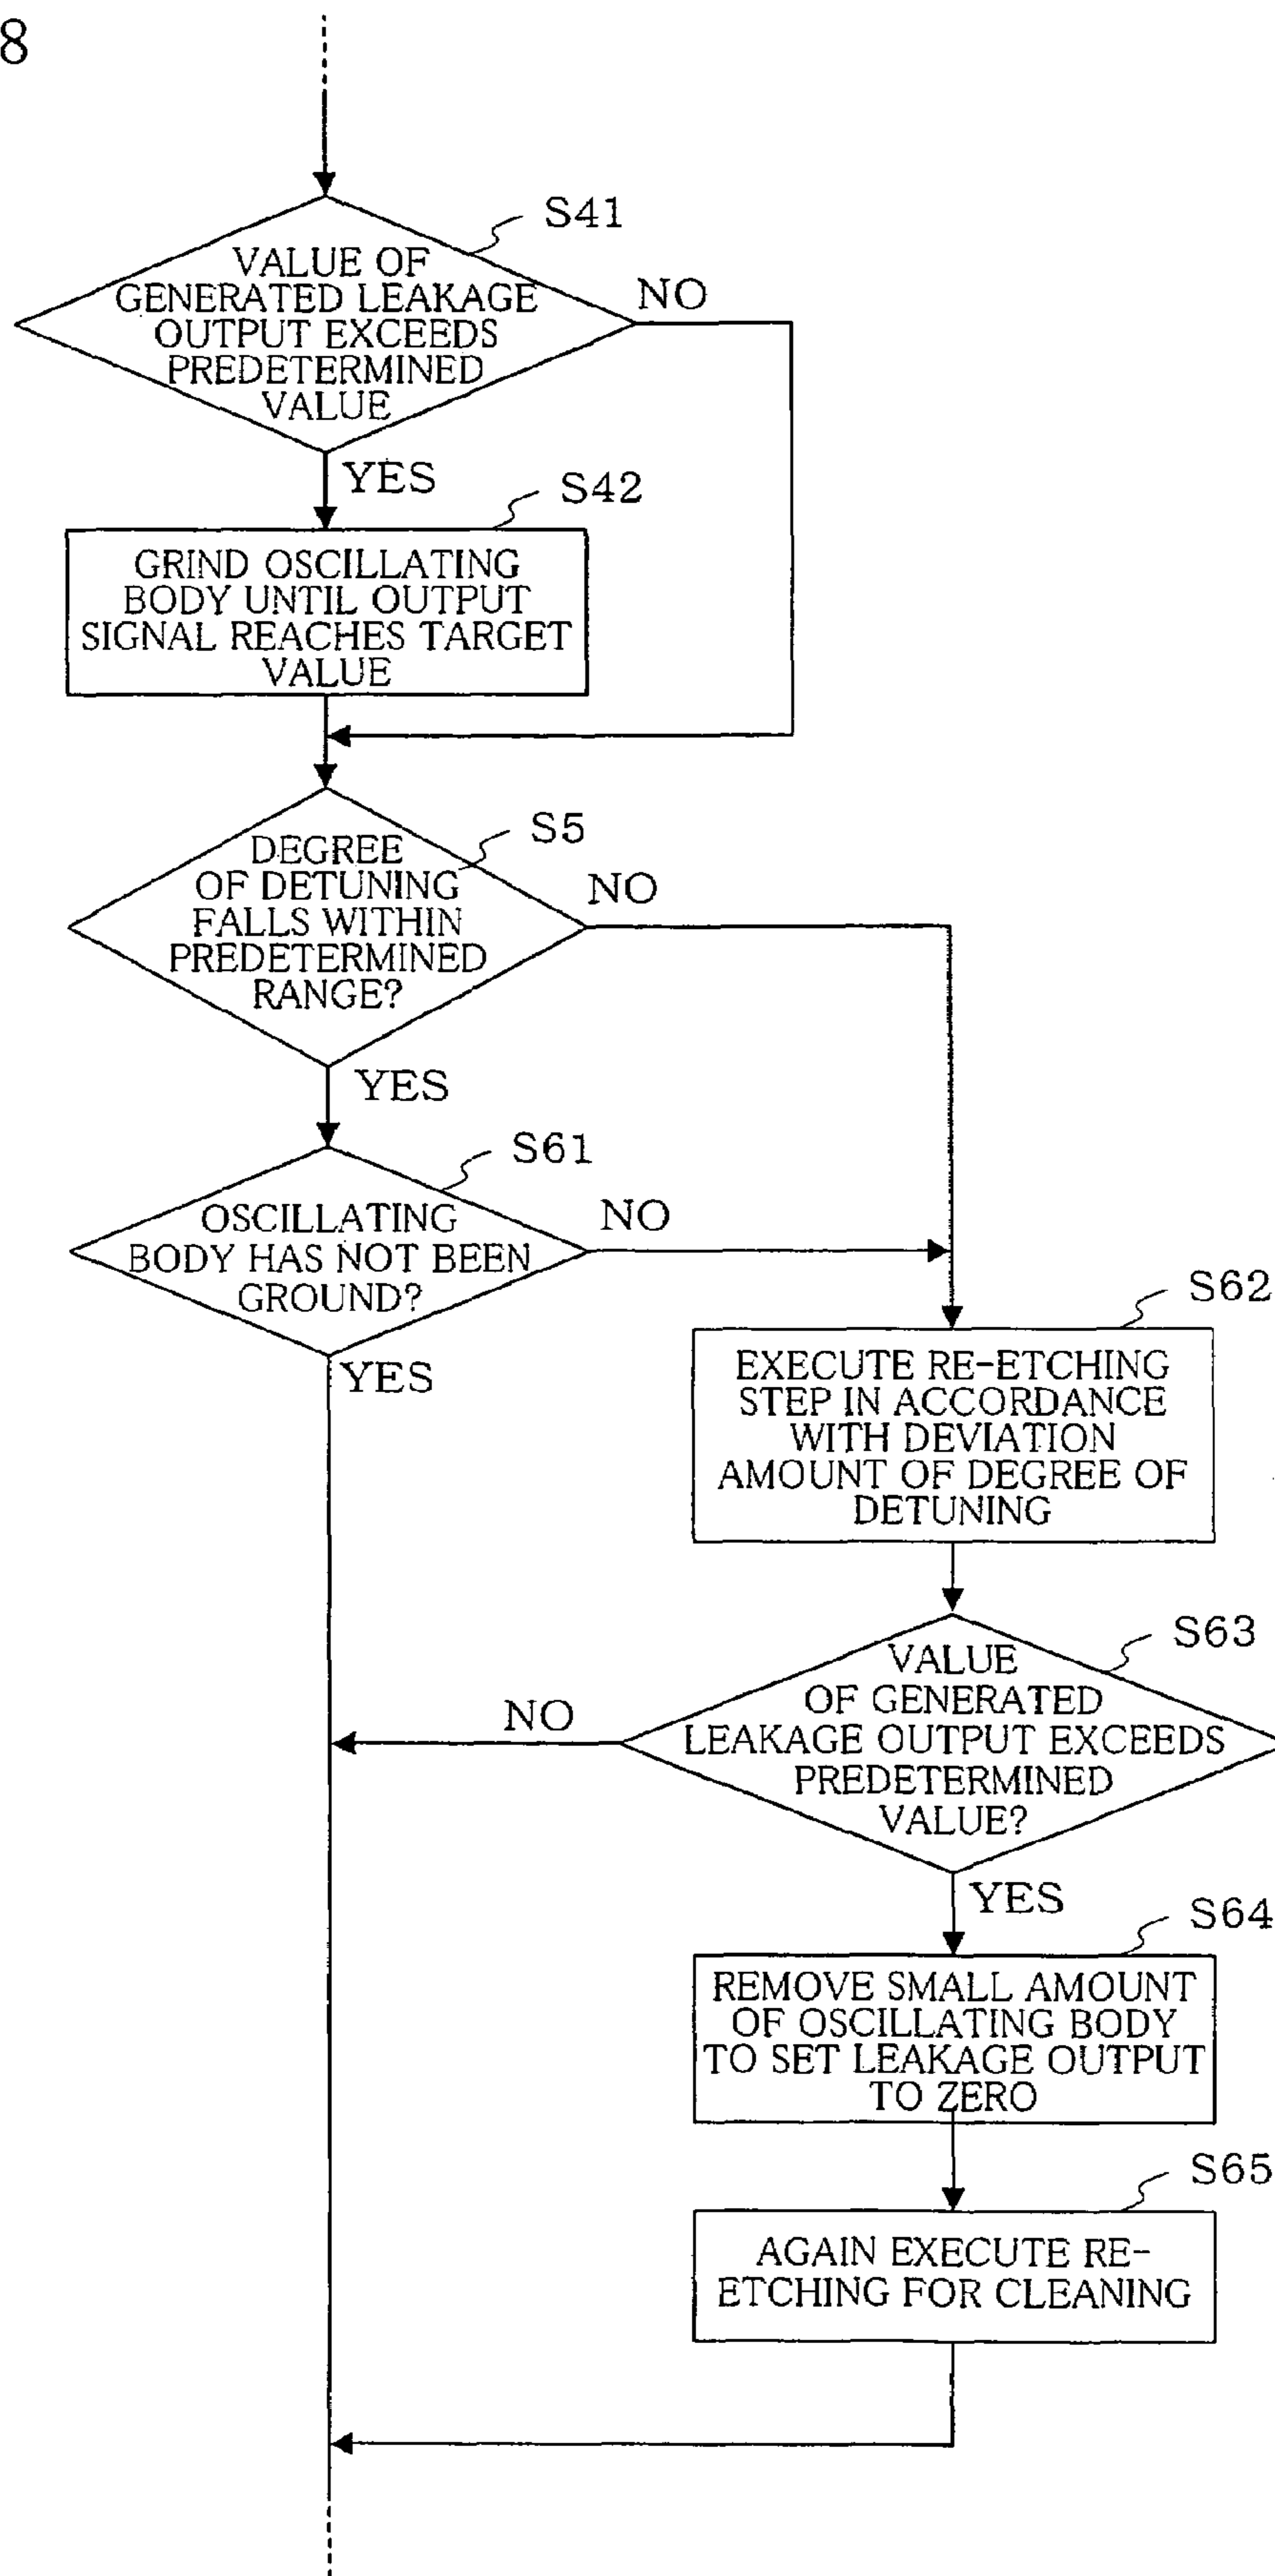 8
S41
VALUE OF
GENERATED LEAKAGE
OUTPUT EXCEEDS
PREDETERMINED
VALUE
NO
YES
S42
GRIND OSCILLATING
BODY UNTIL OUTPUT
SIGNAL REACHES TARGET
VALUE
S5
DEGREE
OF DETUNING
FALLS WITHIN
PREDETERMINED
RANGE?
NO
YES
S61
OSCILLATING
BODY HAS NOT BEEN
GROUND?
NO
YES
S62
EXECUTE RE-ETCHING
STEP IN ACCORDANCE
WITH DEVIATION
AMOUNT OF DEGREE OF
DETUNING
S63
VALUE
OF GENERATED
LEAKAGE OUTPUT EXCEEDS
PREDETERMINED
VALUE?
NO
YES
S64
REMOVE SMALL AMOUNT
OF OSCILLATING BODY
TO SET LEAKAGE OUTPUT
TO ZERO
S65
AGAIN EXECUTE RE-
ETCHING FOR CLEANING